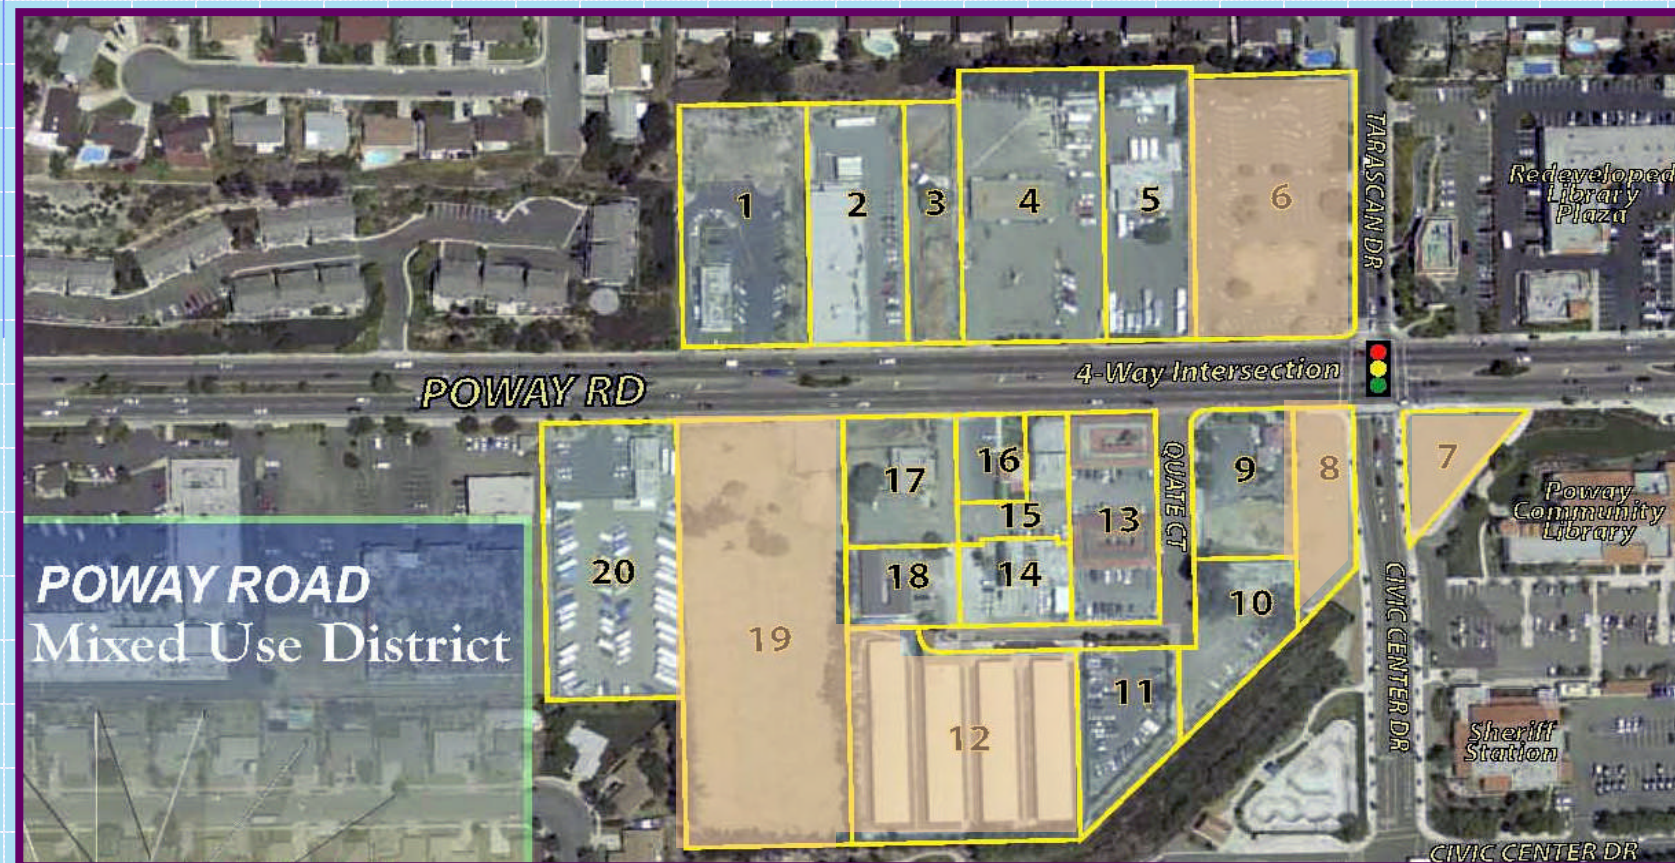 1
2
3
4
5
6
TARASCAN DR
Redeveloped
Library
Plaza
4-Way Intersection
POWAY RD
7
8
9
10
QUATE CT
16
17
15
13
14
18
20
19
12
11
Poway
Community
Library
CIVIC CENTER DR
Sheriff
Station
CIVIC CENTER DR
POWAY ROAD
Mixed Use District